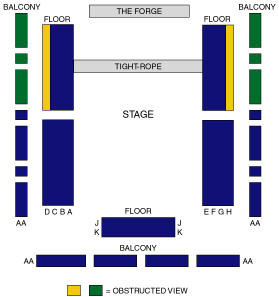 BALCONY THE FORGE BALCONY
FLOOR FLOOR
TIGHT-ROPE
STAGE
D C B A E F G H
FLOOR
AA J J AA
K K
BALCONY
AA AA
= OBSTRUCTED VIEW